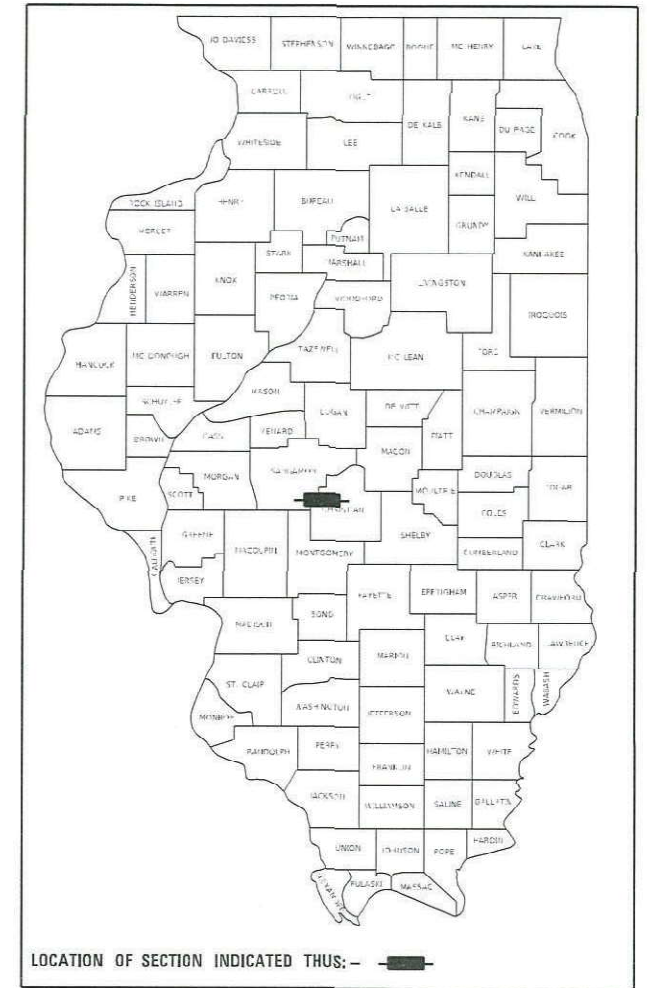 JO DAVIESS STEPHENSON WINNEBAGO BOONE MC HENRY LAKE
CARROLL
DE KALB KANE DU PAGE COOK
WHITESIDE LEE
KENDALL
ROCK ISLAND HENRY BUREAU LA SALLE WILL
GRUNDY
MERCER PUTNAM
STARK MARSHALL KANKAKEE
HENDERSON WARREN KNOX PEORIA WOODFORD LIVINGSTON
IROQUOIS
HANCOCK MC DONOUGH FULTON TAZEWELL MC LEAN FORD
MASON
SCHUYLER LOGAN DE WITT CHAMPAIGN VERMILION
ADAMS BROWN CASS MENARD PIATT
MACON
PIKE SCOTT MORGAN SANGAMON MOULTRIE DOUGLAS EDGAR
CHRISTIAN COLES
CALHOUN GREENE MACOUPIN MONTGOMERY SHELBY CUMBERLAND CLARK
JERSEY
FAYETTE EFFINGHAM JASPER CRAWFORD
MADISON BOND
CLAY RICHLAND LAWRENCE
CLINTON MARION
ST. CLAIR WAYNE EDWARDS WABASH
MONROE WASHINGTON JEFFERSON
RANDOLPH PERRY HAMILTON WHITE
FRANKLIN
JACKSON WILLIAMSON SALINE GALLATIN
UNION JOHNSON POPE HARDIN
PULASKI MASSAC
LOCATION OF SECTION INDICATED THUS: –